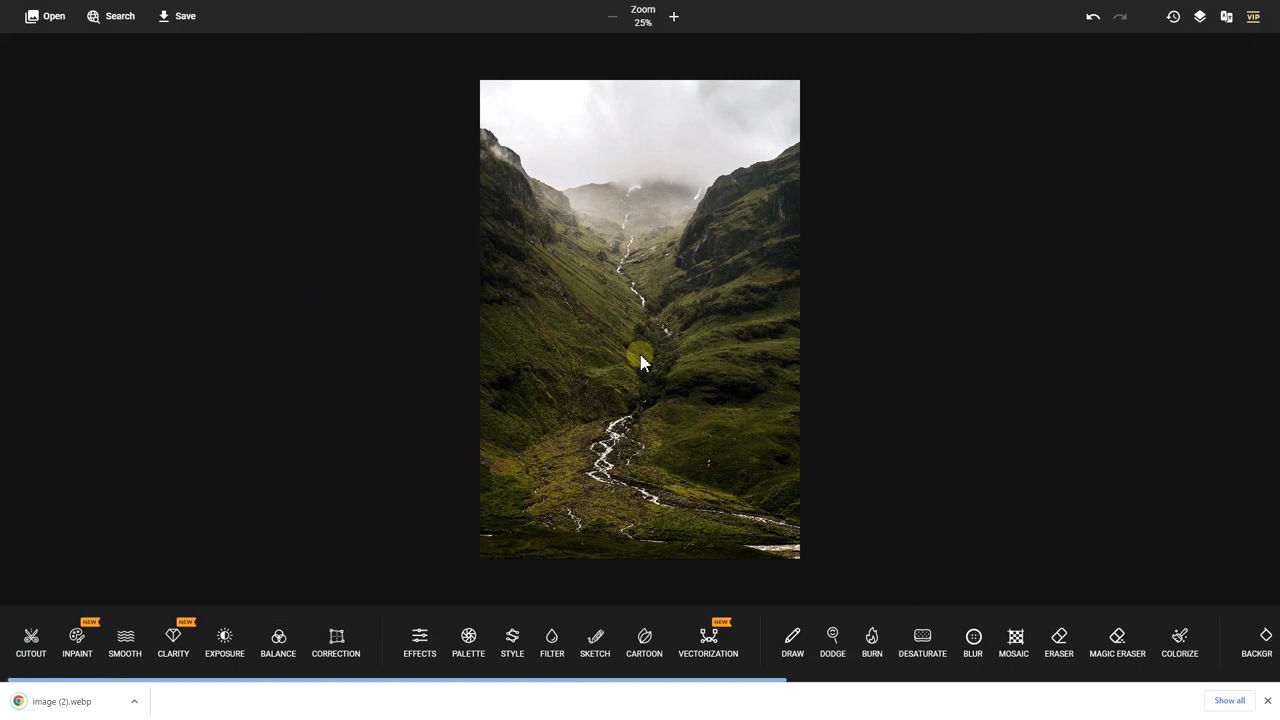 Open Search Save Zoom VIP
25%
NEW NEW NEW
CUTOUT INPAINT SMOOTH CLARITY EXPOSURE BALANCE CORRECTION EFFECTS PALETTE STYLE FILTER SKETCH CARTOON VECTORIZATION DRAW DODGE BURN DESATURATE BLUR MOSAIC ERASER MAGIC ERASER COLORIZE BACKGR
image (2).webp Show all